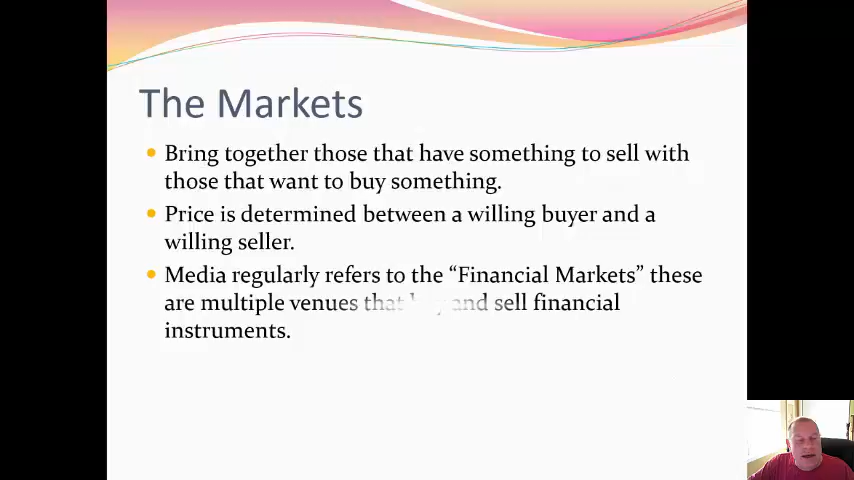 The Markets
Bring together those that have something to sell with
those that want to buy something.
Price is determined between a willing buyer and a
willing seller.
Media regularly refers to the “Financial Markets” these
are multiple venues that and sell financial
instruments.